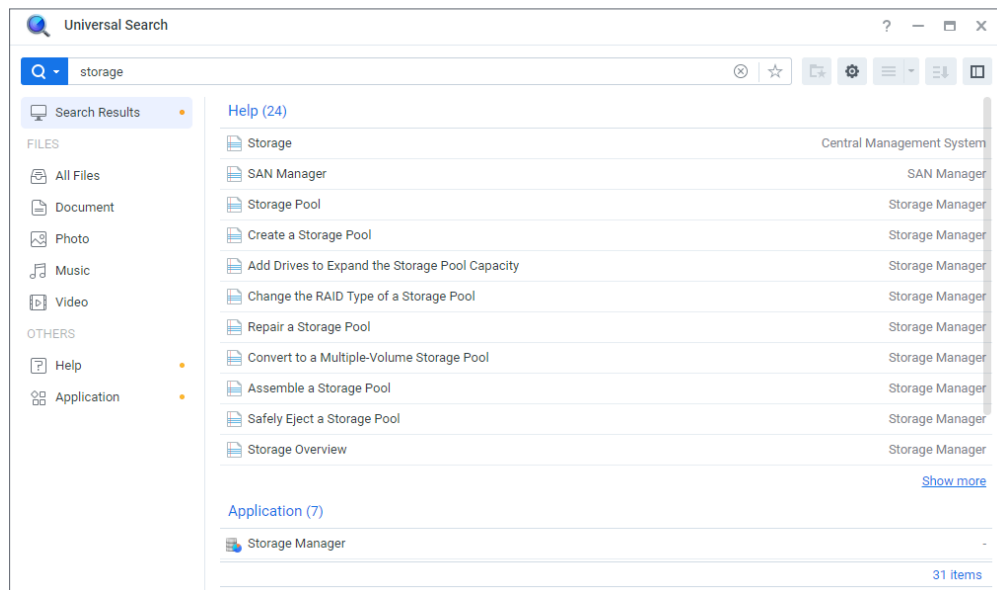 Universal Search
storage
Search Results
FILES
All Files
Document
Photo
Music
Video
OTHERS
Help
Application
Help (24)
Storage Central Management System
SAN Manager SAN Manager
Storage Pool Storage Manager
Create a Storage Pool Storage Manager
Add Drives to Expand the Storage Pool Capacity Storage Manager
Change the RAID Type of a Storage Pool Storage Manager
Repair a Storage Pool Storage Manager
Convert to a Multiple-Volume Storage Pool Storage Manager
Assemble a Storage Pool Storage Manager
Safely Eject a Storage Pool Storage Manager
Storage Overview Storage Manager
Show more
Application (7)
Storage Manager -
31 items